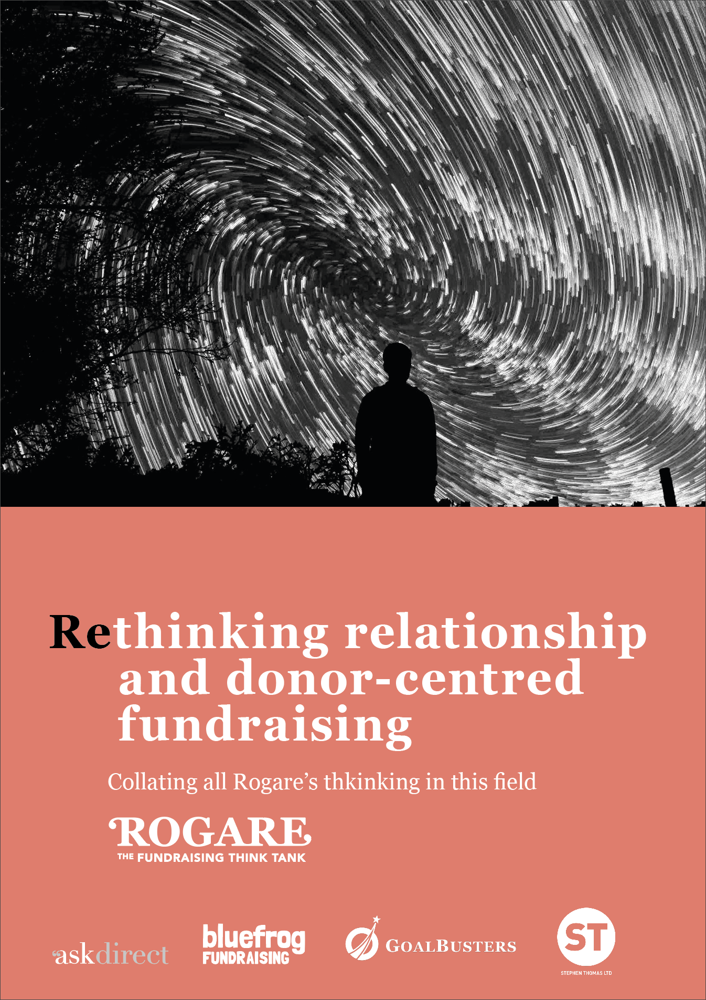 Rethinking relationship
and donor-centred
fundraising
Collating all Rogare’s thkinking in this field
ROGARE
THE FUNDRAISING THINK TANK
“askdirect
bluefrog
FUNDRAISING
GOALBUSTERS
ST
STEPHEN THOMAS LTD